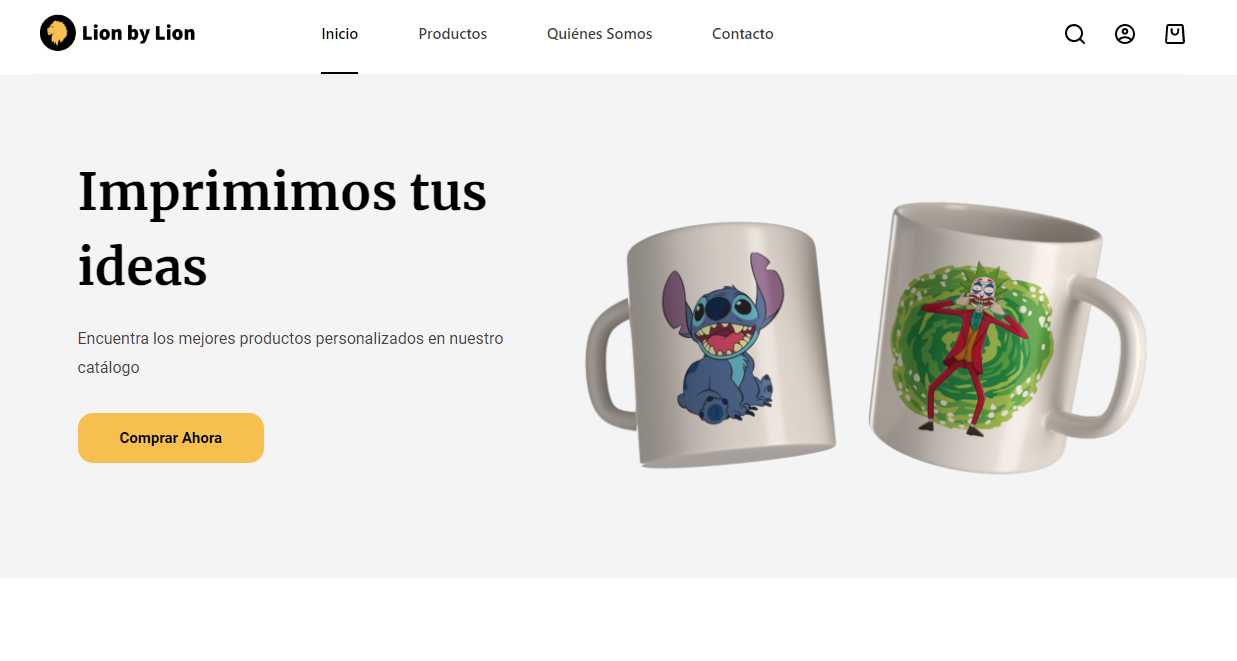 Lion by Lion
Inicio
Productos
Quiénes Somos
Contacto
Imprimimos tus
ideas
Encuentra los mejores productos personalizados en nuestro
catálogo
Comprar Ahora